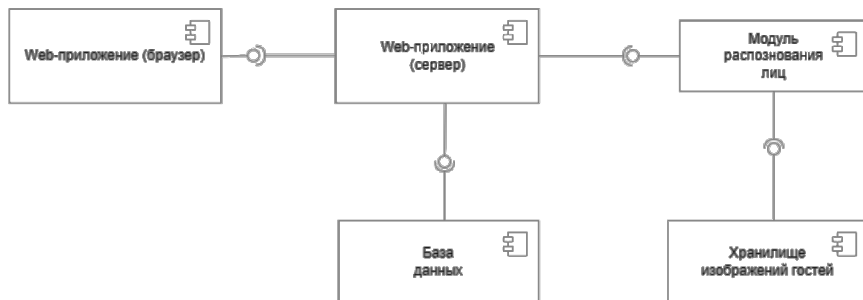 Web-приложение (браузер)
Web-приложение
(сервер)
Модуль
распознования
лиц
База
данных
Хранилище
изображений гостей